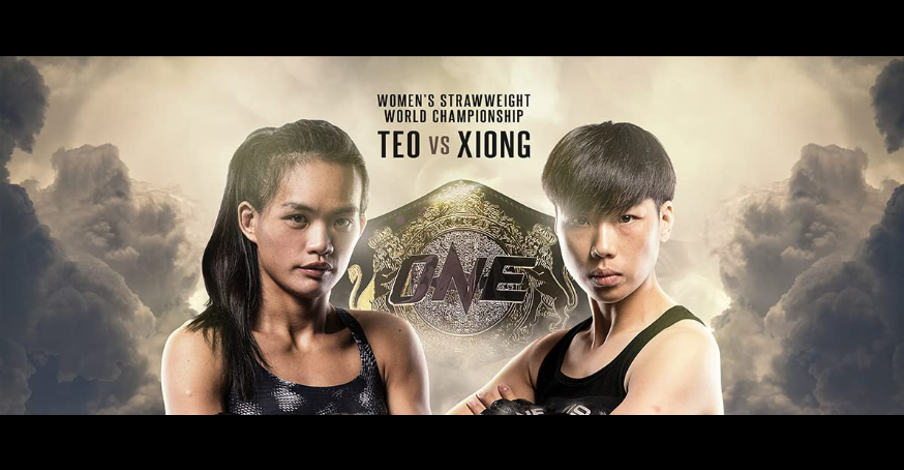 WOMEN'S STRAWWEIGHT
WORLD CHAMPIONSHIP
TEO VS XIONG
ONE